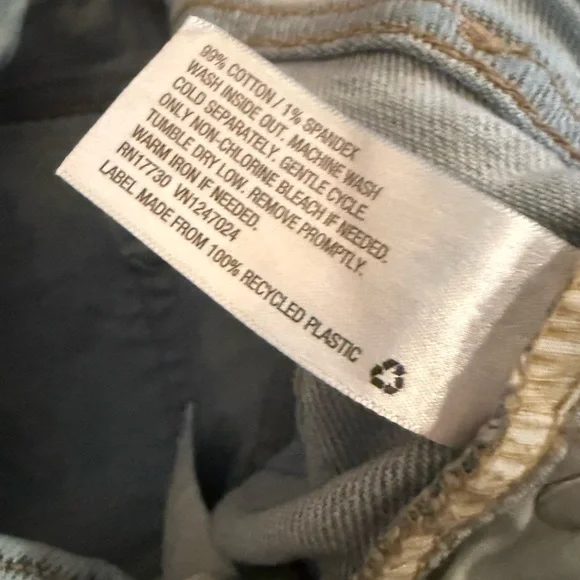 99% COTTON / 1% SPANDEX
WASH INSIDE OUT. MACHINE WASH
COLD SEPARATELY. GENTLE CYCLE.
ONLY NON-CHLORINE BLEACH IF NEEDED.
TUMBLE DRY LOW. REMOVE PROMPTLY.
WARM IRON IF NEEDED.
RN17730 VN1247024
LABEL MADE FROM 100% RECYCLED PLASTIC